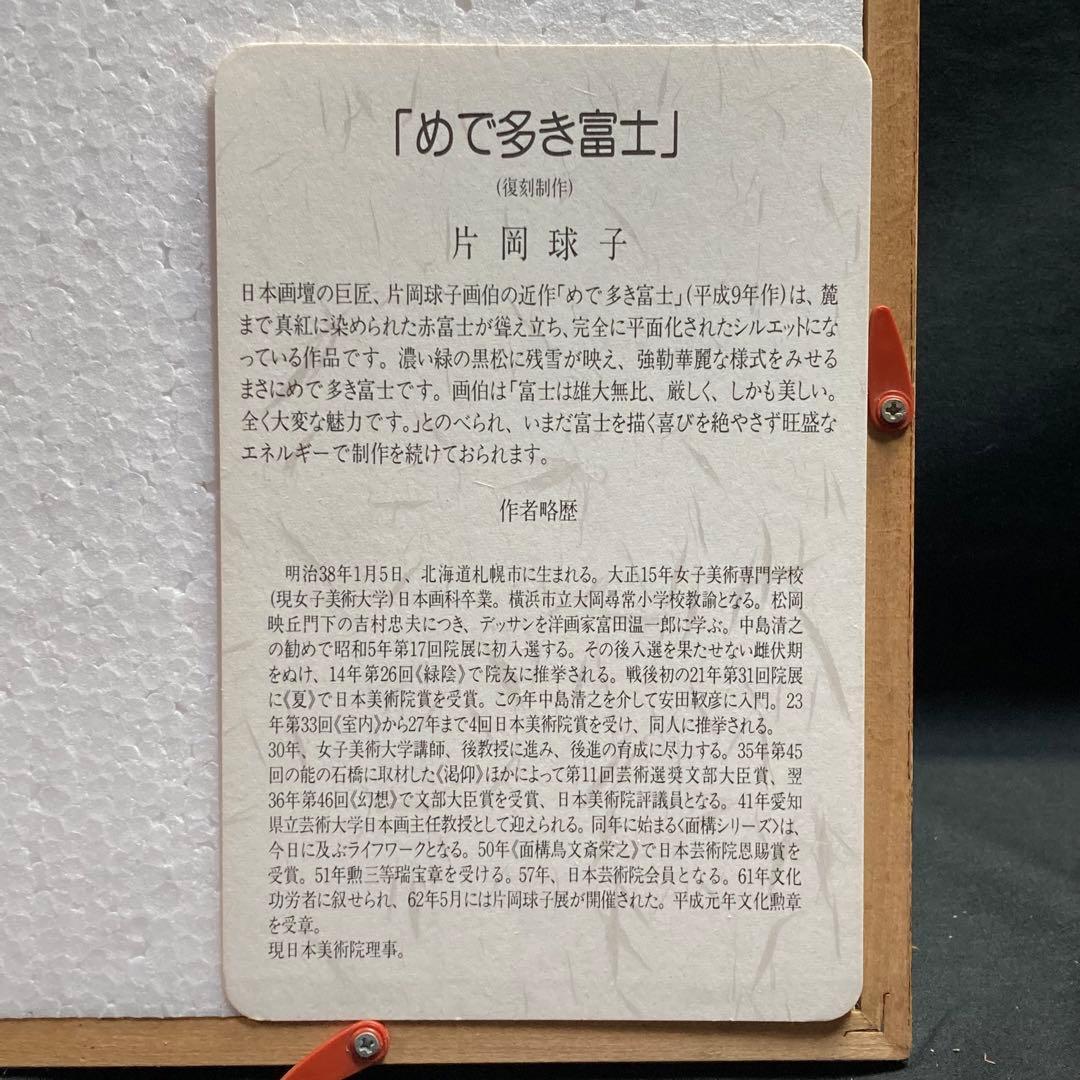 「めで多き富士」
(復刻制作)
片岡球子
日本画壇の巨匠、片岡球子画伯の近作「めで多き富士」(平成9年作)は、麓
まで真紅に染められた赤富士が聳え立ち、完全に平面化されたシルエットにな
っている作品です。濃い緑の黒松に残雪が映え、強勒華麗な様式をみせる
まさにめで多き富士です。画伯は「富士は雄大無比、厳しく、しかも美しい。
全く大変な魅力です。」とのべられ、いまだ富士を描く喜びを絶やさず旺盛な
エネルギーで制作を続けておられます。
作者略歴
明治38年1月5日、北海道札幌市に生まれる。大正15年女子美術専門学校
(現女子美術大学)日本画科卒業。横浜市立大岡尋常小学校教諭となる。松岡
映丘門下の吉村忠夫につき、デッサンを洋画家富田温一郎に学ぶ。中島清之
の勧めで昭和5年第17回院展に初入選する。その後入選を果たせない雌伏期
をぬけ、14年第26回《緑陰》で院友に推挙される。戦後初の21年第31回院展
に《夏》で日本美術院賞を受賞。この年中島清之を介して安田靫彦に入門。23
年第33回《室内》から27年まで4回日本美術院賞を受け、同人に推挙される。
30年、女子美術大学講師、後教授に進み、後進の育成に尽力する。35年第45
回の能の石橋に取材した《渇仰》ほかによって第11回芸術選奨文部大臣賞、翌
36年第46回《幻想》で文部大臣賞を受賞、日本美術院評議員となる。41年愛知
県立芸術大学日本画主任教授として迎えられる。同年に始まる〈面構シリーズ〉は、
今日に及ぶライフワークとなる。50年《面構鳥文斎栄之》で日本芸術院恩賜賞を
受賞。51年勲三等瑞宝章を受ける。57年、日本芸術院会員となる。61年文化
功労者に叙せられ、62年5月には片岡球子展が開催された。平成元年文化勲章
を受章。
現日本美術院理事。